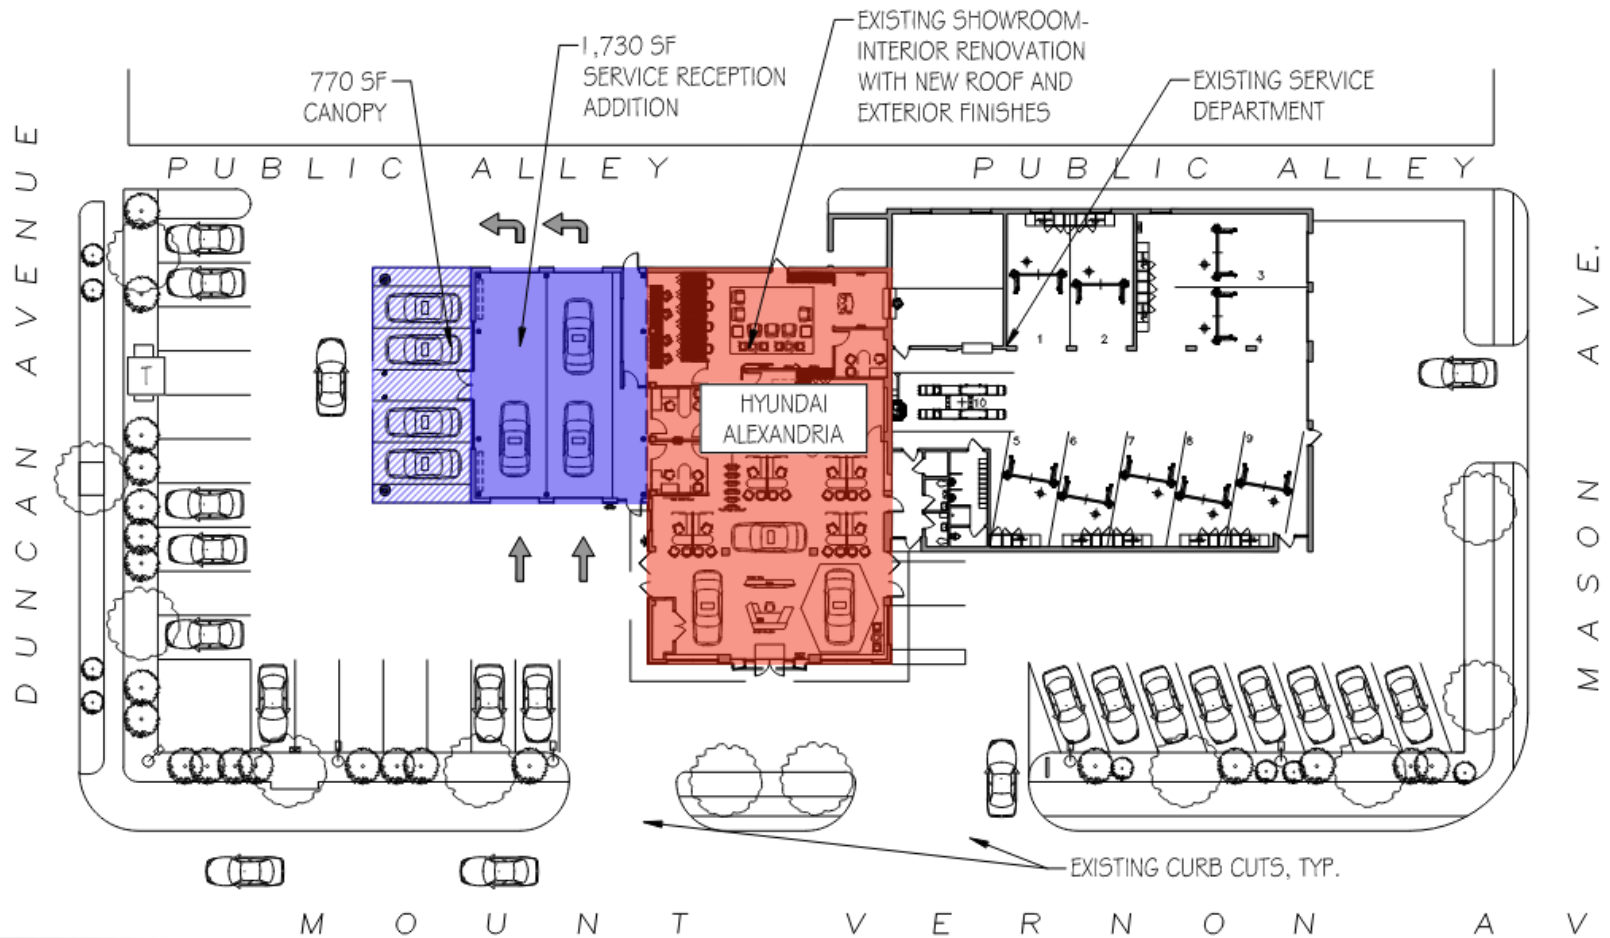 EXISTING SHOWROOM-
INTERIOR RENOVATION
WITH NEW ROOF AND
EXTERIOR FINISHES
1,730 SF
SERVICE RECEPTION
ADDITION
770 SF
CANOPY
EXISTING SERVICE
DEPARTMENT
PUBLIC ALLEY
PUBLIC ALLEY
DUNCAN AVENUE
MASON AVE.
3
1
2
4
T
HYUNDAI
ALEXANDRIA
10
5
6
7
8
9
EXISTING CURB CUTS, TYP.
MOUNT VERNON AV